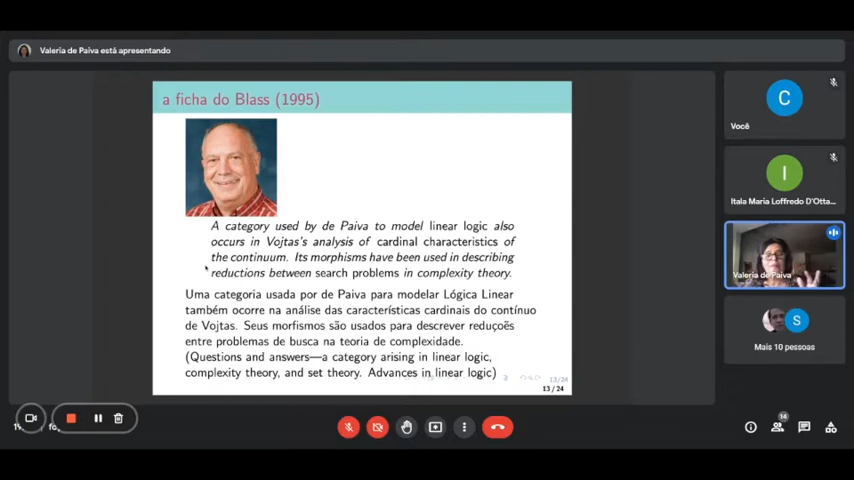 Valeria de Paiva está apresentando
a ficha do Blass (1995)
A category used by de Paiva to model linear logic also
occurs in Vojtas's analysis of cardinal characteristics of
the continuum. Its morphisms have been used in describing
reductions between search problems in complexity theory.
Uma categoria usada por de Paiva para modelar Lógica Linear
também ocorre na análise das características cardinais do contínuo
de Vojtas. Seus morfismos são usados para descrever reduções
entre problemas de busca na teoria de complexidade.
(Questions and answers—a category arising in linear logic,
complexity theory, and set theory. Advances in linear logic)
13/24
13 / 24
C
Você
I
Itala Maria Loffredo D'Otta...
Valeria de Paiva
S
Mais 10 pessoas
14